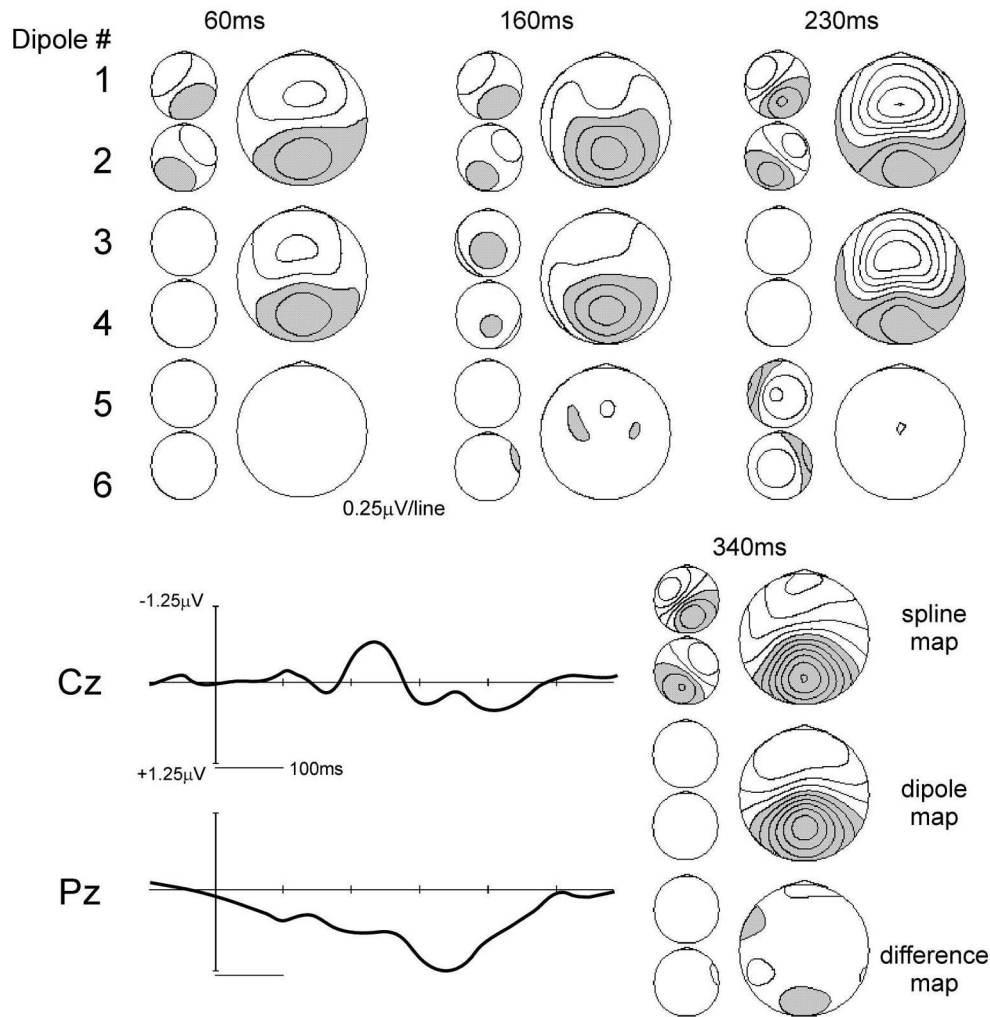 60ms 160ms 230ms
Dipole #
1
2
3
4
5
6
0.25µV/line
340ms
-1.25µV
spline
map
Cz
+1.25µV
100ms
dipole
map
Pz
difference
map